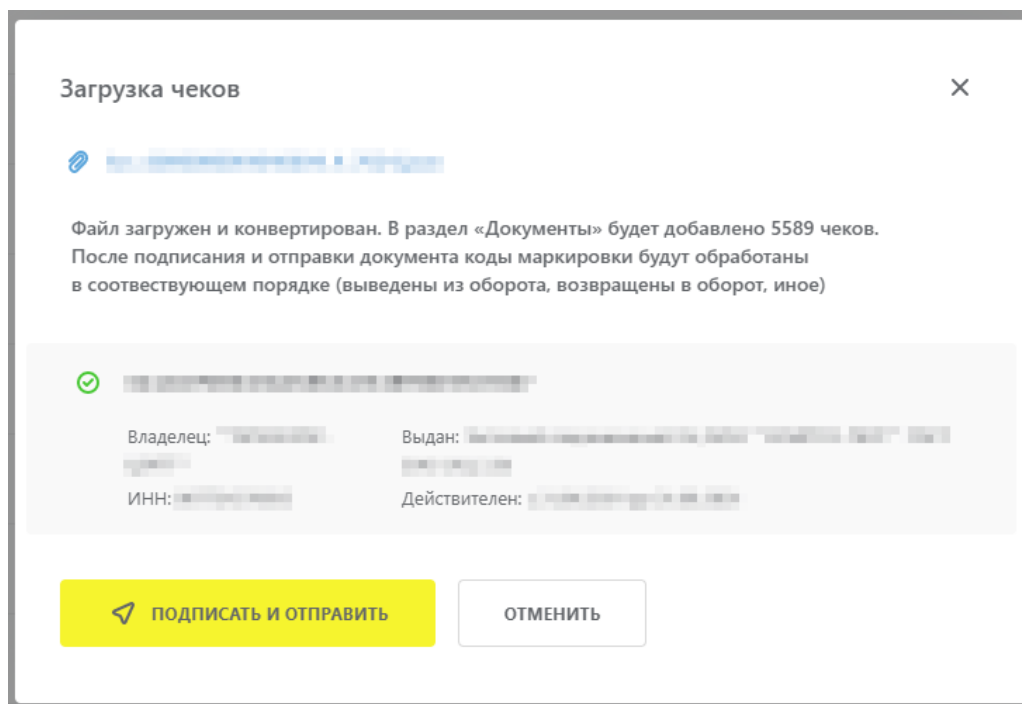 Загрузка чеков
Файл загружен и конвертирован. В раздел «Документы» будет добавлено 5589 чеков.
После подписания и отправки документа коды маркировки будут обработаны
в соотвествующем порядке (выведены из оборота, возвращены в оборот, иное)
Владелец:
Выдан:
ИНН:
Действителен:
ПОДПИСАТЬ И ОТПРАВИТЬ
ОТМЕНИТЬ